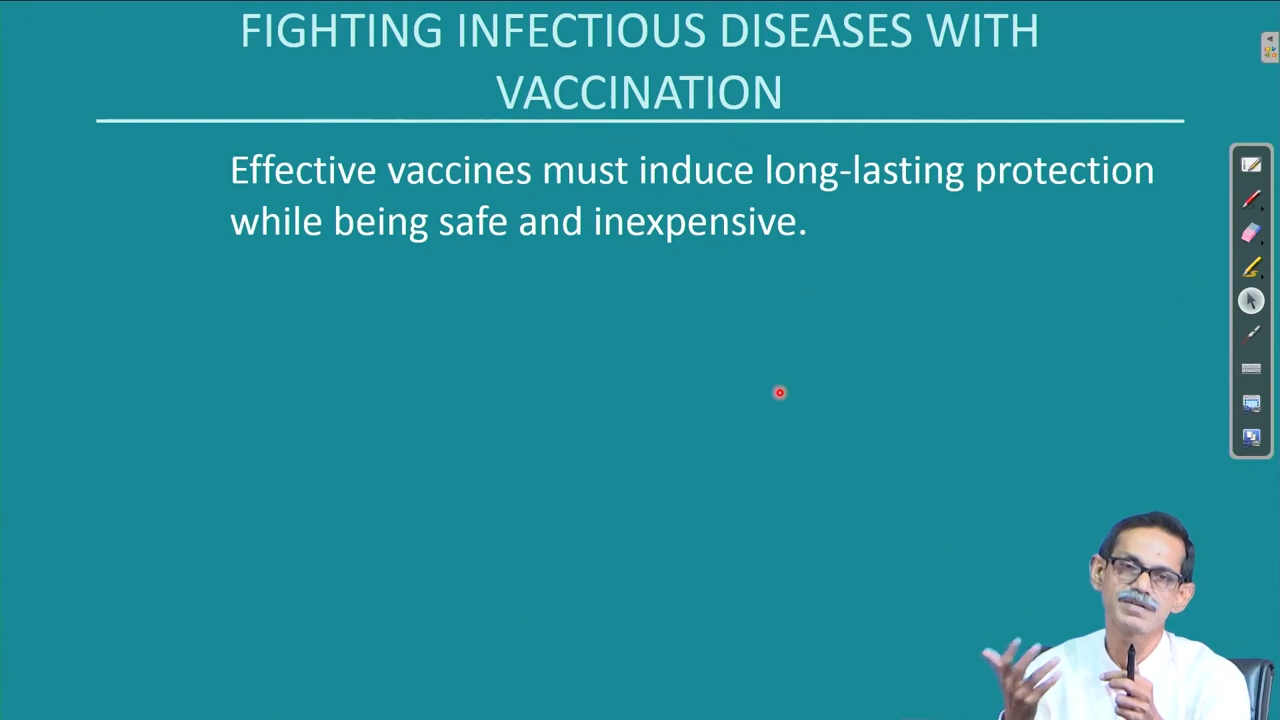 FIGHTING INFECTIOUS DISEASES WITH
VACCINATION
Effective vaccines must induce long-lasting protection
while being safe and inexpensive.